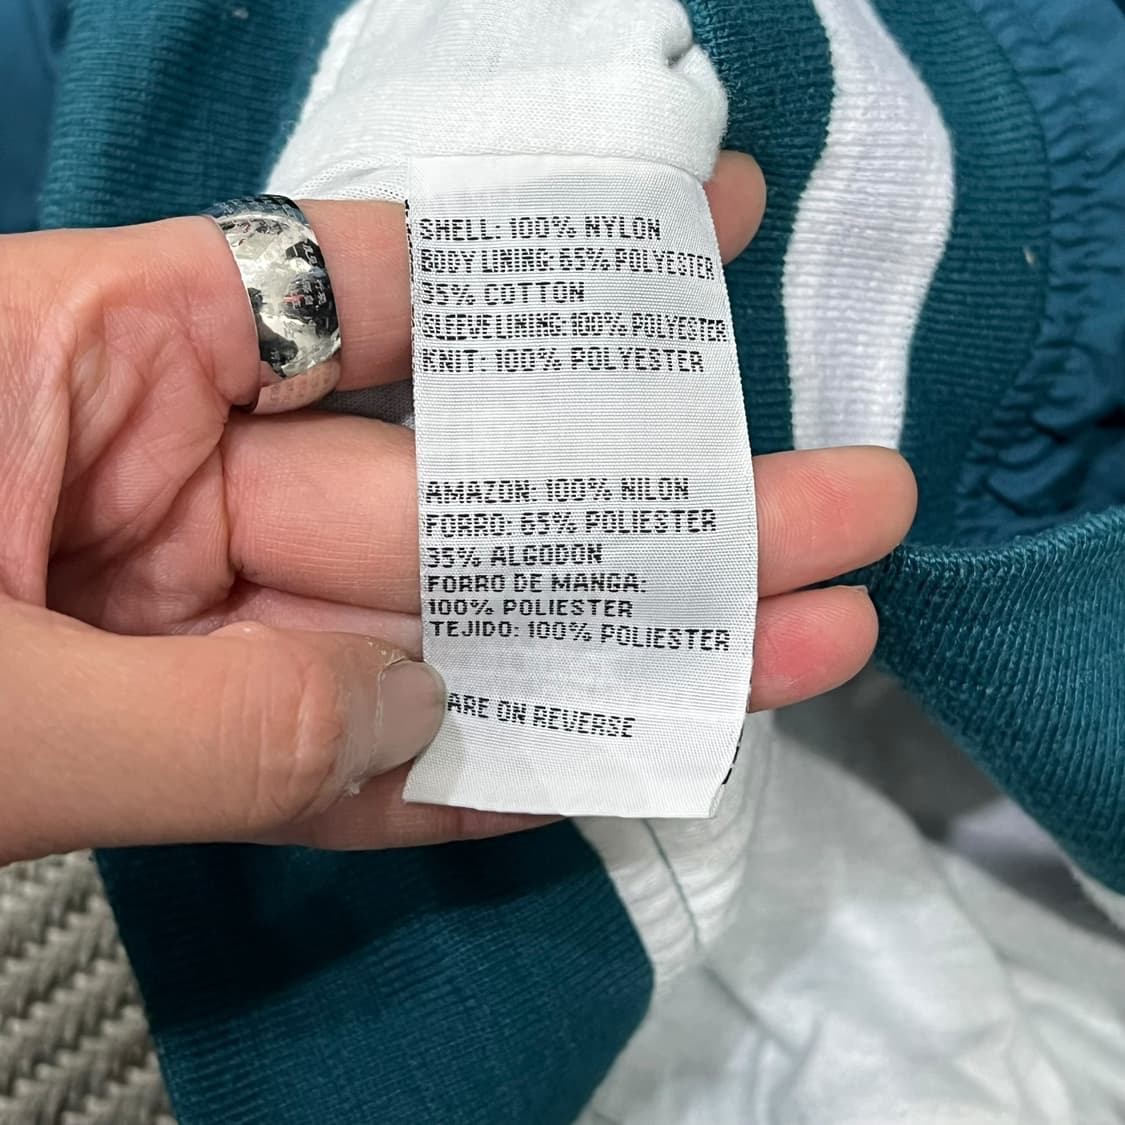 SHELL: 100% NYLON
BODY LINING: 65% POLYESTER
35% COTTON
SLEEVE LINING: 100% POLYESTER
KNIT: 100% POLYESTER
AMAZON: 100% NILON
FORRO: 65% POLIESTER
35% ALGODON
FORRO DE MANGA:
100% POLIESTER
TEJIDO: 100% POLIESTER
ARE ON REVERSE